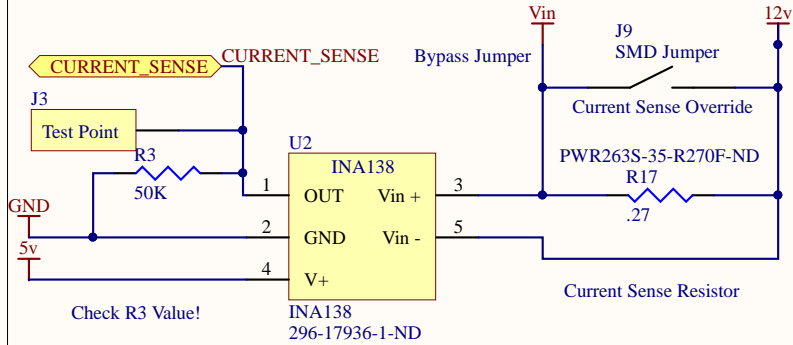 Vin
12v
J9
SMD Jumper
Bypass Jumper
CURRENT_SENSE
CURRENT_SENSE
Current Sense Override
J3
Test Point
U2
R3
INA138
PWR263S-35-R270F-ND
R17
50K
1
OUT
Vin +
3
.27
GND
2
GND
Vin -
5
5v
4
V+
Current Sense Resistor
Check R3 Value!
INA138
296-17936-1-ND